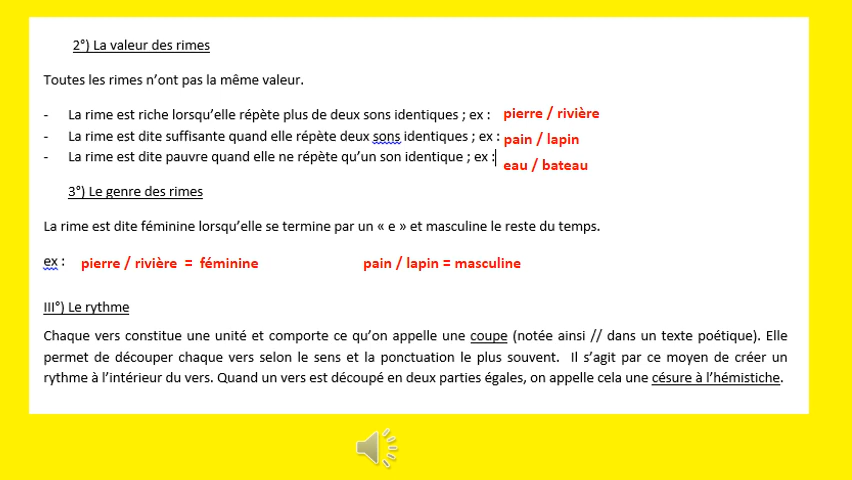 2°) La valeur des rimes
Toutes les rimes n’ont pas la même valeur.
- La rime est riche lorsqu’elle répète plus de deux sons identiques ; ex : pierre / rivière
- La rime est dite suffisante quand elle répète deux sons identiques ; ex : pain / lapin
- La rime est dite pauvre quand elle ne répète qu’un son identique ; ex : eau / bateau
3°) Le genre des rimes
La rime est dite féminine lorsqu’elle se termine par un « e » et masculine le reste du temps.
ex : pierre / rivière = féminine pain / lapin = masculine
III°) Le rythme
Chaque vers constitue une unité et comporte ce qu’on appelle une coupe (notée ainsi // dans un texte poétique). Elle
permet de découper chaque vers selon le sens et la ponctuation le plus souvent. Il s’agit par ce moyen de créer un
rythme à l’intérieur du vers. Quand un vers est découpé en deux parties égales, on appelle cela une césure à l’hémistiche.